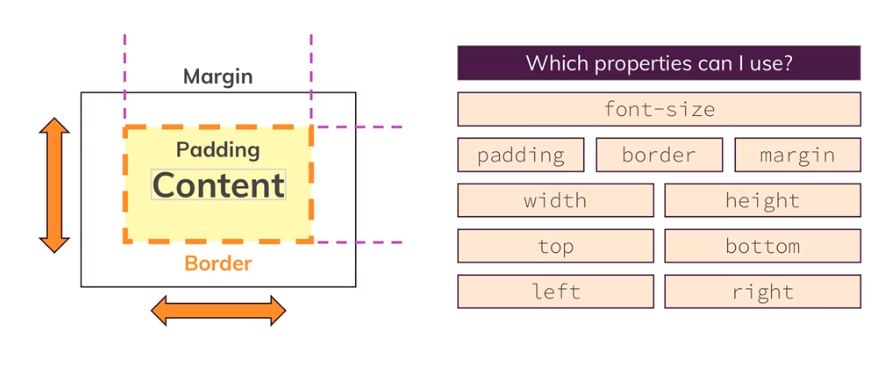 Margin
Padding
Content
Border
Which properties can I use?
font-size
padding border margin
width height
top bottom
left right